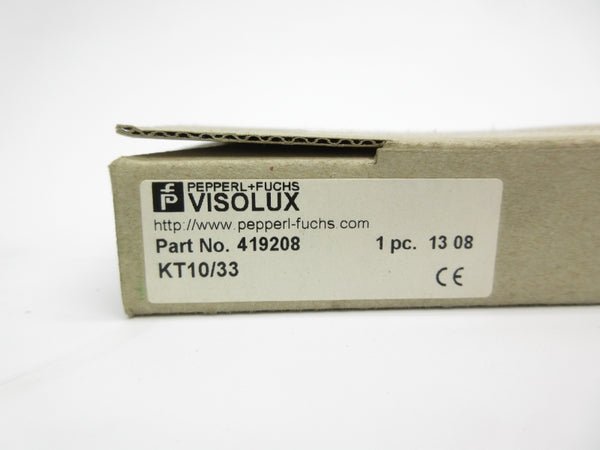 PEPPERL+FUCHS
VISOLUX
http://www.pepperl-fuchs.com
Part No. 419208 1 pc. 13 08
KT10/33 CE